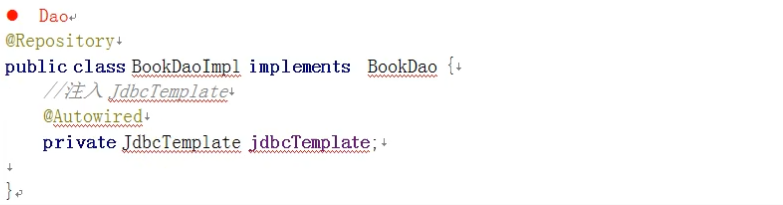 ● Dao
@Repository
public class BookDaoImpl implements BookDao {
//注入 JdbcTemplate
@Autowired
private JdbcTemplate jdbcTemplate;
}